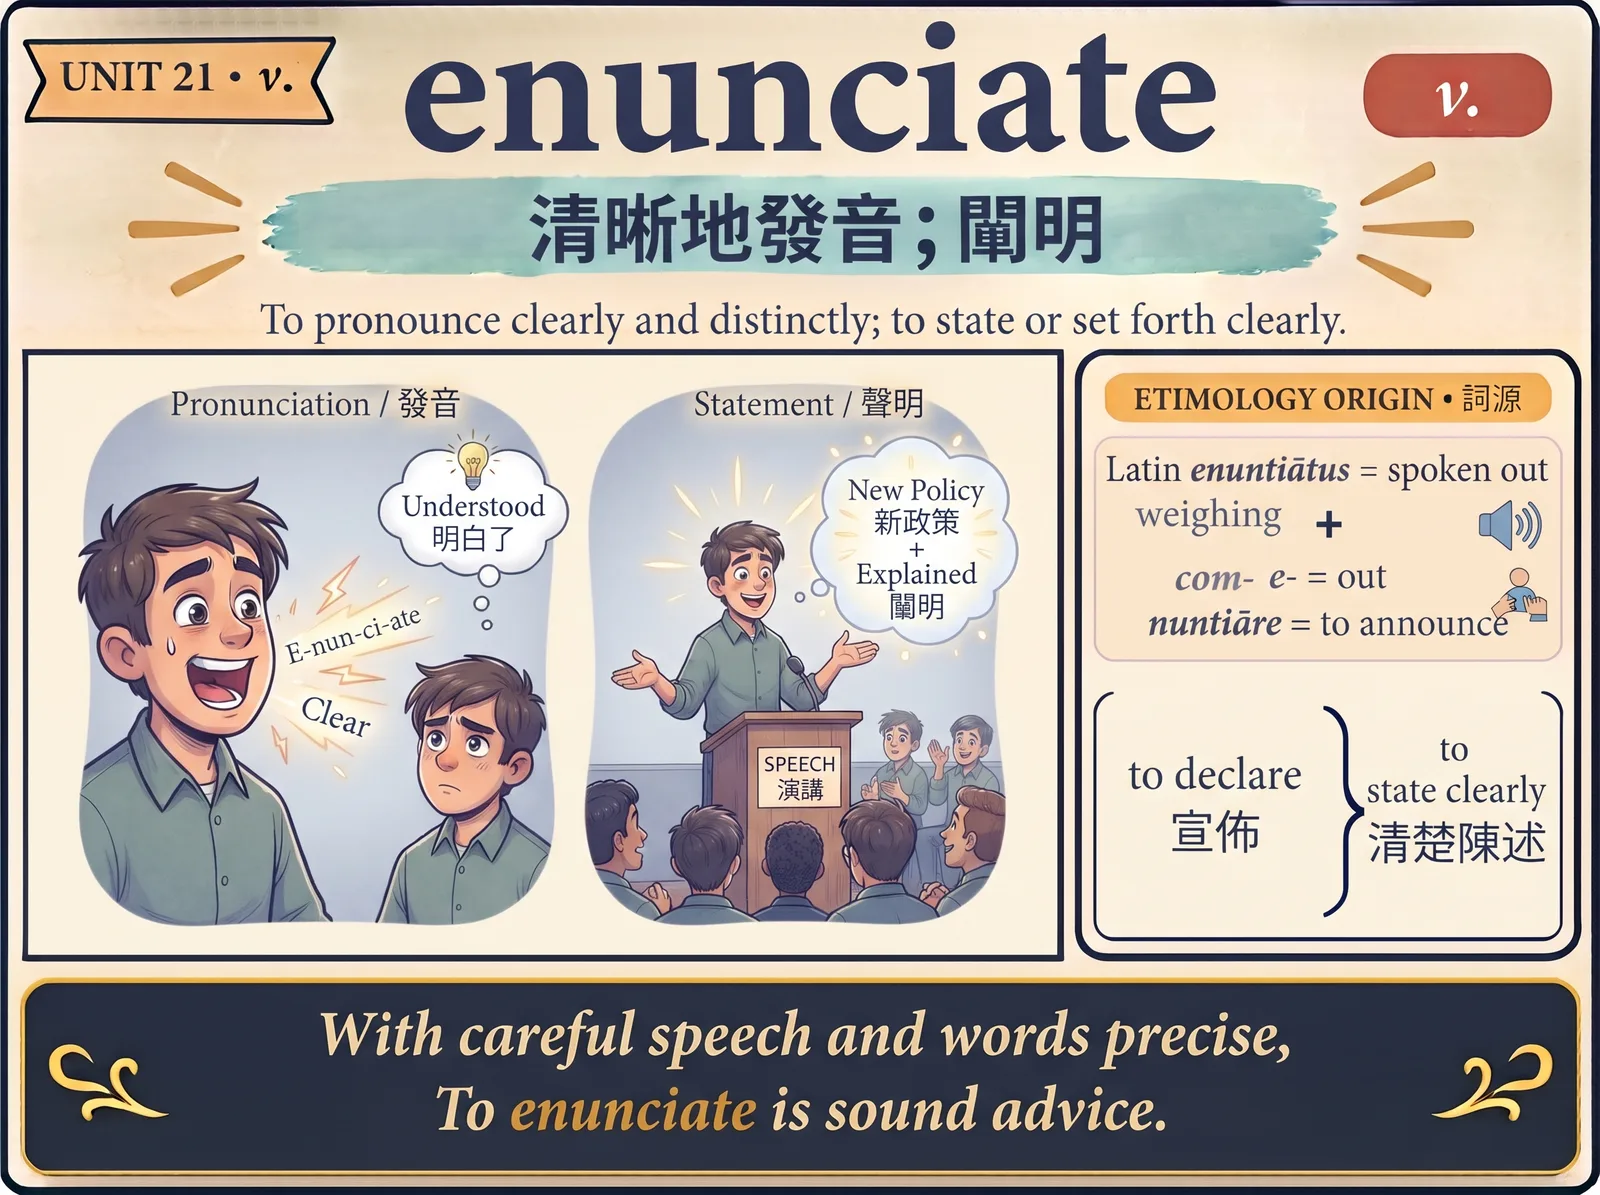 UNIT 21 • v.
enunciate
v.
清晰地發音；闡明
To pronounce clearly and distinctly; to state or set forth clearly.
Pronunciation / 發音
Understood
明白了
E-nun-ci-ate
Clear
Statement / 聲明
New Policy
新政策
+
Explained
闡明
SPEECH
演講
ETIMOLOGY ORIGIN • 詞源
Latin enuntiātus = spoken out
weighing +
com- e- = out
nuntiāre = to announce
to declare
宣佈
to
state clearly
清楚陳述
With careful speech and words precise,
To enunciate is sound advice.